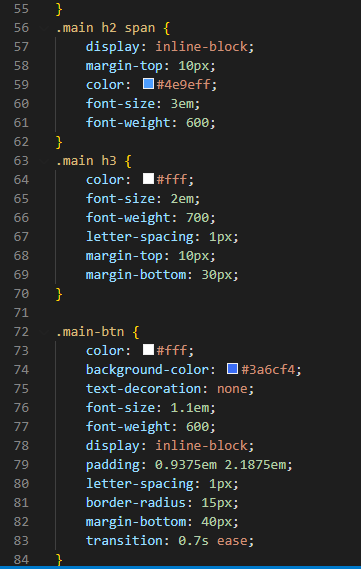 55 }
56 .main h2 span {
57     display: inline-block;
58     margin-top: 10px;
59     color: #4e9eff;
60     font-size: 3em;
61     font-weight: 600;
62 }
63 .main h3 {
64     color: #fff;
65     font-size: 2em;
66     font-weight: 700;
67     letter-spacing: 1px;
68     margin-top: 10px;
69     margin-bottom: 30px;
70 }
71
72 .main-btn {
73     color: #fff;
74     background-color: #3a6cf4;
75     text-decoration: none;
76     font-size: 1.1em;
77     font-weight: 600;
78     display: inline-block;
79     padding: 0.9375em 2.1875em;
80     letter-spacing: 1px;
81     border-radius: 15px;
82     margin-bottom: 40px;
83     transition: 0.7s ease;
84 }